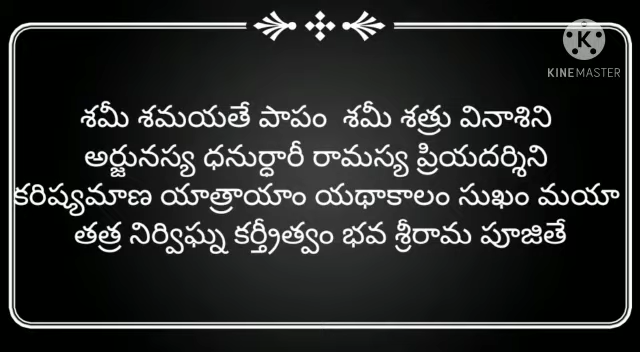 KINEMASTER
శమీ శమయతే పాపం శమీ శత్రు వినాశిని
అర్జునస్య ధనుర్ధారీ రామస్య ప్రియదర్శిని
కరిష్యమాణ యాత్రాయాం యథాకాలం సుఖం మయా
తత్ర నిర్విఘ్న కర్త్రీత్వం భవ శ్రీరామ పూజితే